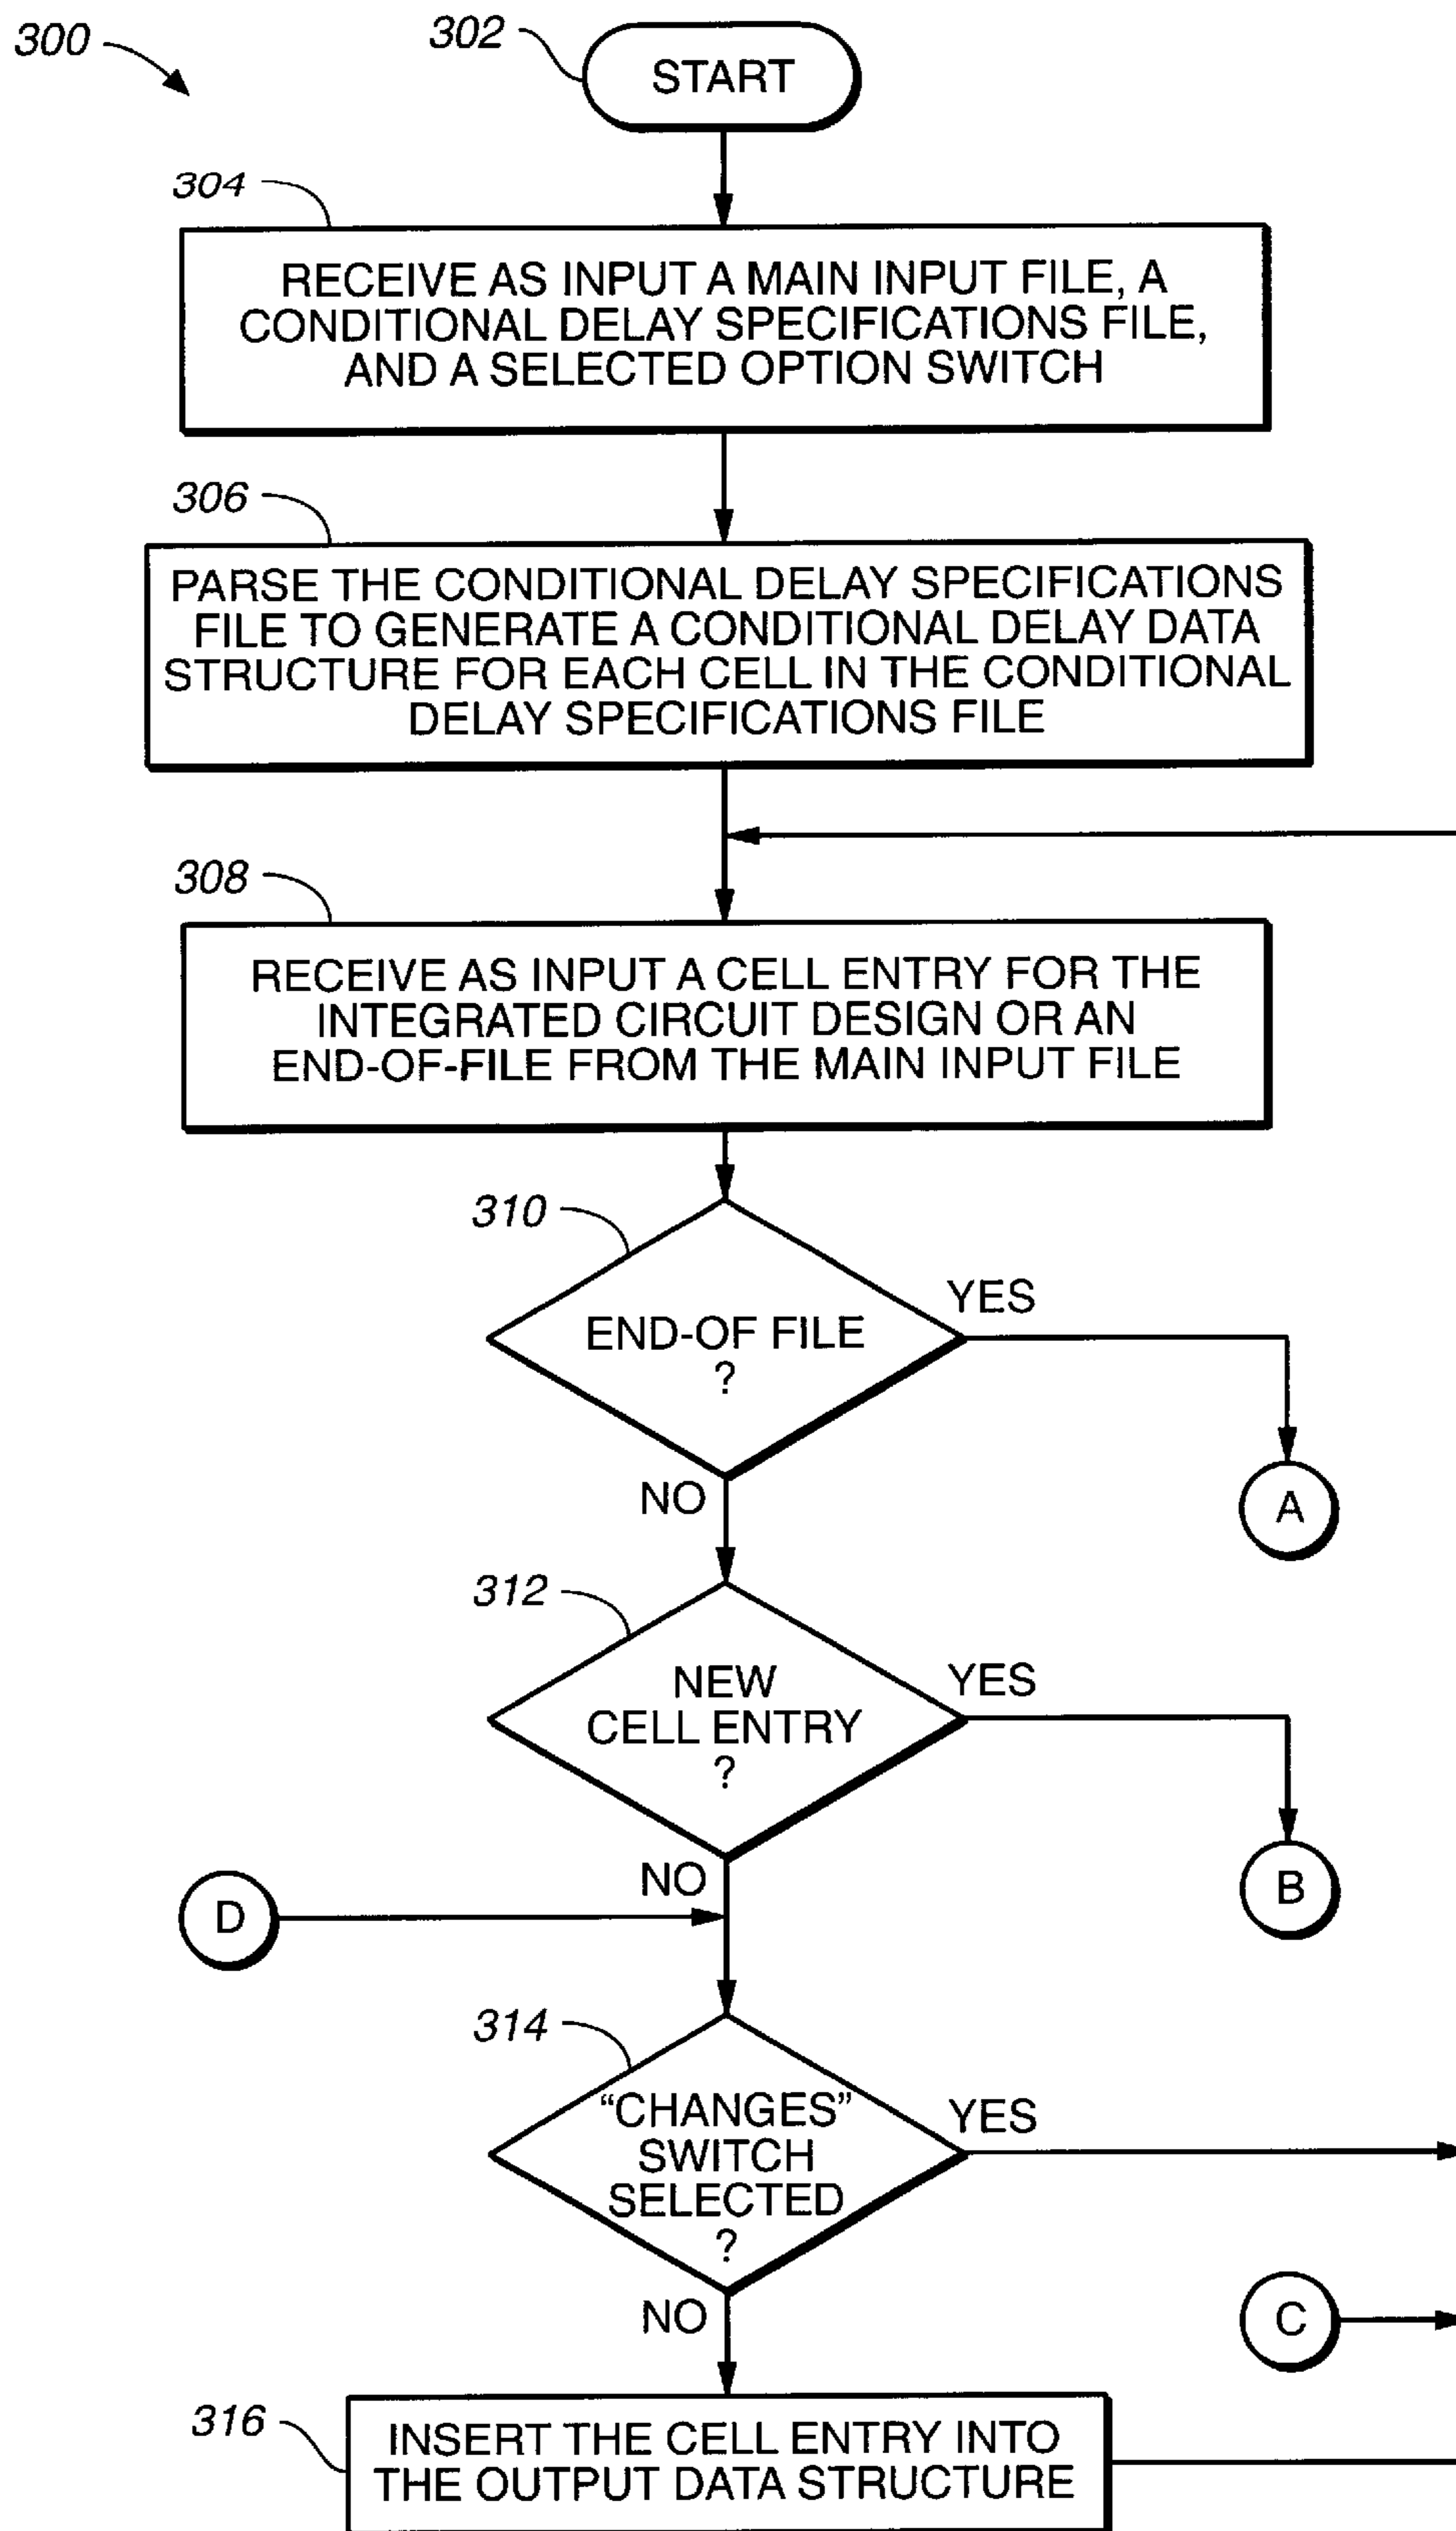 300
302
START
304
RECEIVE AS INPUT A MAIN INPUT FILE, A
CONDITIONAL DELAY SPECIFICATIONS FILE,
AND A SELECTED OPTION SWITCH
306
PARSE THE CONDITIONAL DELAY SPECIFICATIONS
FILE TO GENERATE A CONDITIONAL DELAY DATA
STRUCTURE FOR EACH CELL IN THE CONDITIONAL
DELAY SPECIFICATIONS FILE
308
RECEIVE AS INPUT A CELL ENTRY FOR THE
INTEGRATED CIRCUIT DESIGN OR AN
END-OF-FILE FROM THE MAIN INPUT FILE
310
END-OF FILE
?
YES
A
NO
312
NEW
CELL ENTRY
?
YES
B
NO
D
314
“CHANGES”
SWITCH
SELECTED
?
YES
NO
C
316
INSERT THE CELL ENTRY INTO
THE OUTPUT DATA STRUCTURE